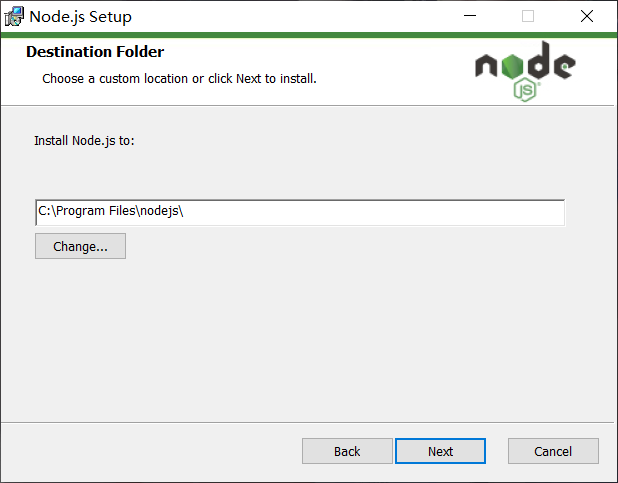 Node.js Setup
Destination Folder
Choose a custom location or click Next to install.
node
JS
Install Node.js to:
C:\Program Files\nodejs\
Change...
Back
Next
Cancel